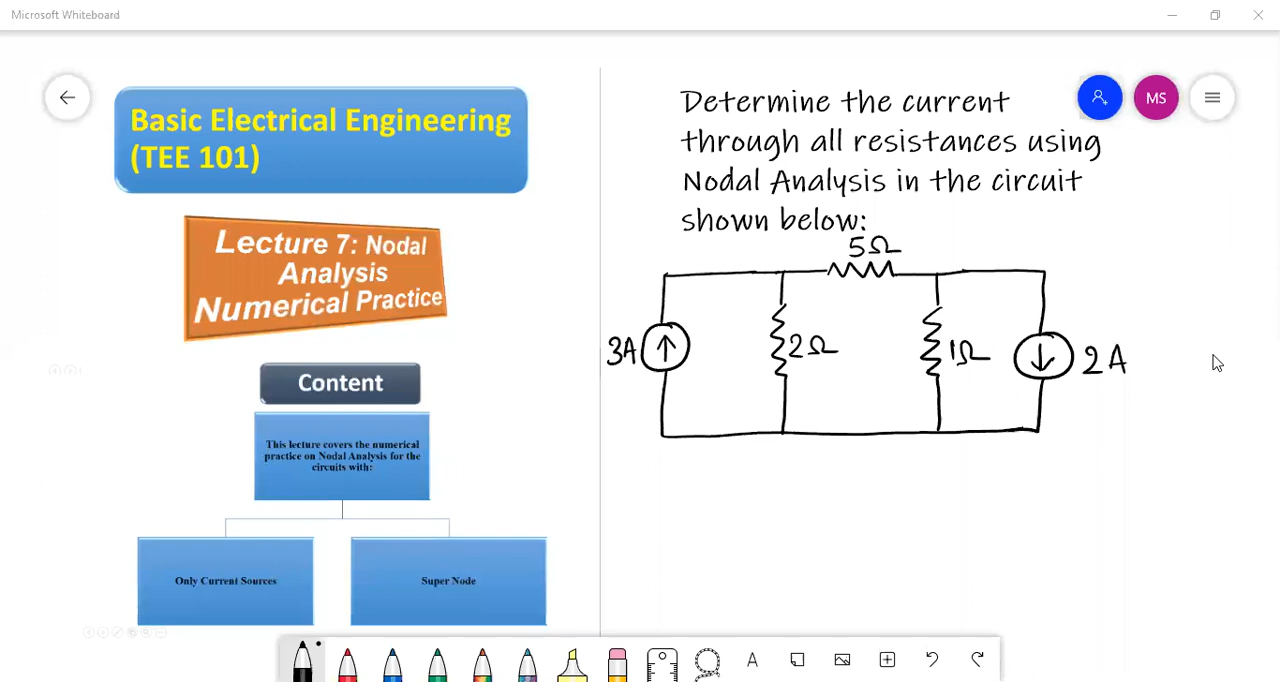 Microsoft Whiteboard
Basic Electrical Engineering
(TEE 101)
Lecture 7: Nodal
Analysis
Numerical Practice
Content
This lecture covers the numerical
practice on Nodal Analysis for the
circuits with:
Only Current Sources
Super Node
Determine the current
through all resistances using
Nodal Analysis in the circuit
shown below:
MS
5Ω
3A
2Ω
1Ω
2A
A